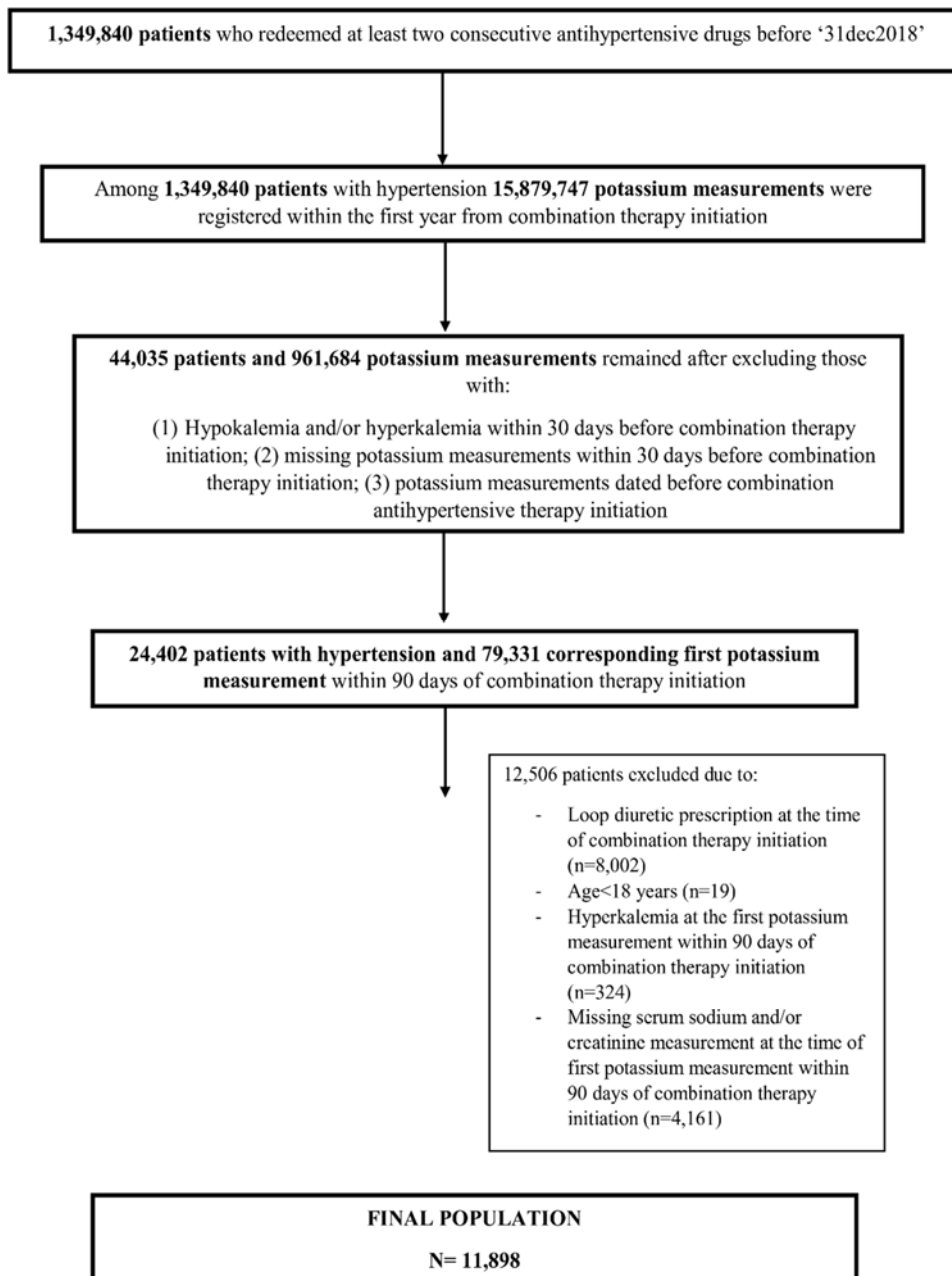 1,349,840 patients who redeemed at least two consecutive antihypertensive drugs before ‘31dec2018’
Among 1,349,840 patients with hypertension 15,879,747 potassium measurements were
registered within the first year from combination therapy initiation
44,035 patients and 961,684 potassium measurements remained after excluding those
with:
(1) Hypokalemia and/or hyperkalemia within 30 days before combination therapy
initiation; (2) missing potassium measurements within 30 days before combination
therapy initiation; (3) potassium measurements dated before combination
antihypertensive therapy initiation
24,402 patients with hypertension and 79,331 corresponding first potassium
measurement within 90 days of combination therapy initiation
12,506 patients excluded due to:
- Loop diuretic prescription at the time
of combination therapy initiation
(n=8,002)
- Age<18 years (n=19)
- Hyperkalemia at the first potassium
measurement within 90 days of
combination therapy initiation
(n=324)
- Missing serum sodium and/or
creatinine measurement at the time of
first potassium measurement within
90 days of combination therapy
initiation (n=4,161)
FINAL POPULATION
N= 11,898